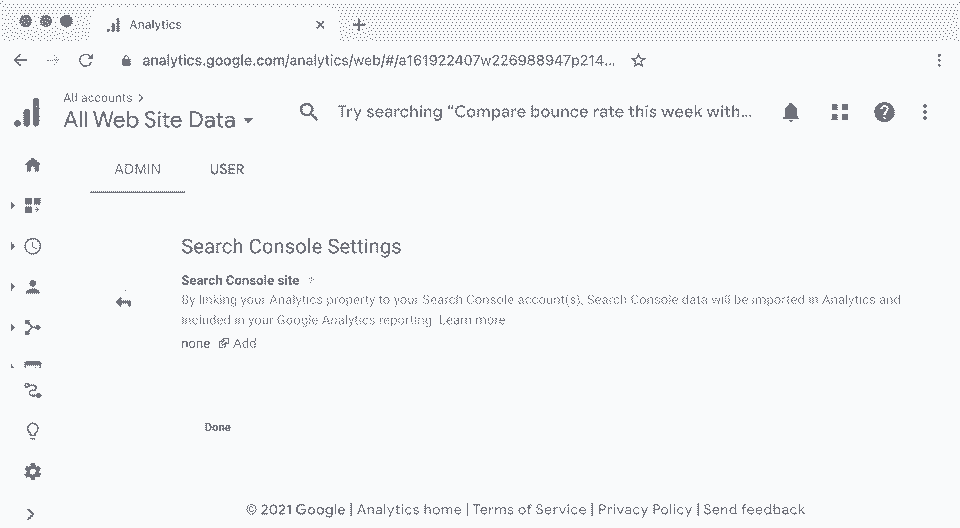 Analytics
analytics.google.com/analytics/web/#/a161922407w226988947p214...
All accounts
All Web Site Data
Try searching “Compare bounce rate this week with...
ADMIN USER
Search Console Settings
Search Console site ?
By linking your Analytics property to your Search Console account(s), Search Console data will be imported in Analytics and
included in your Google Analytics reporting. Learn more
none Add
Done
© 2021 Google | Analytics home | Terms of Service | Privacy Policy | Send feedback